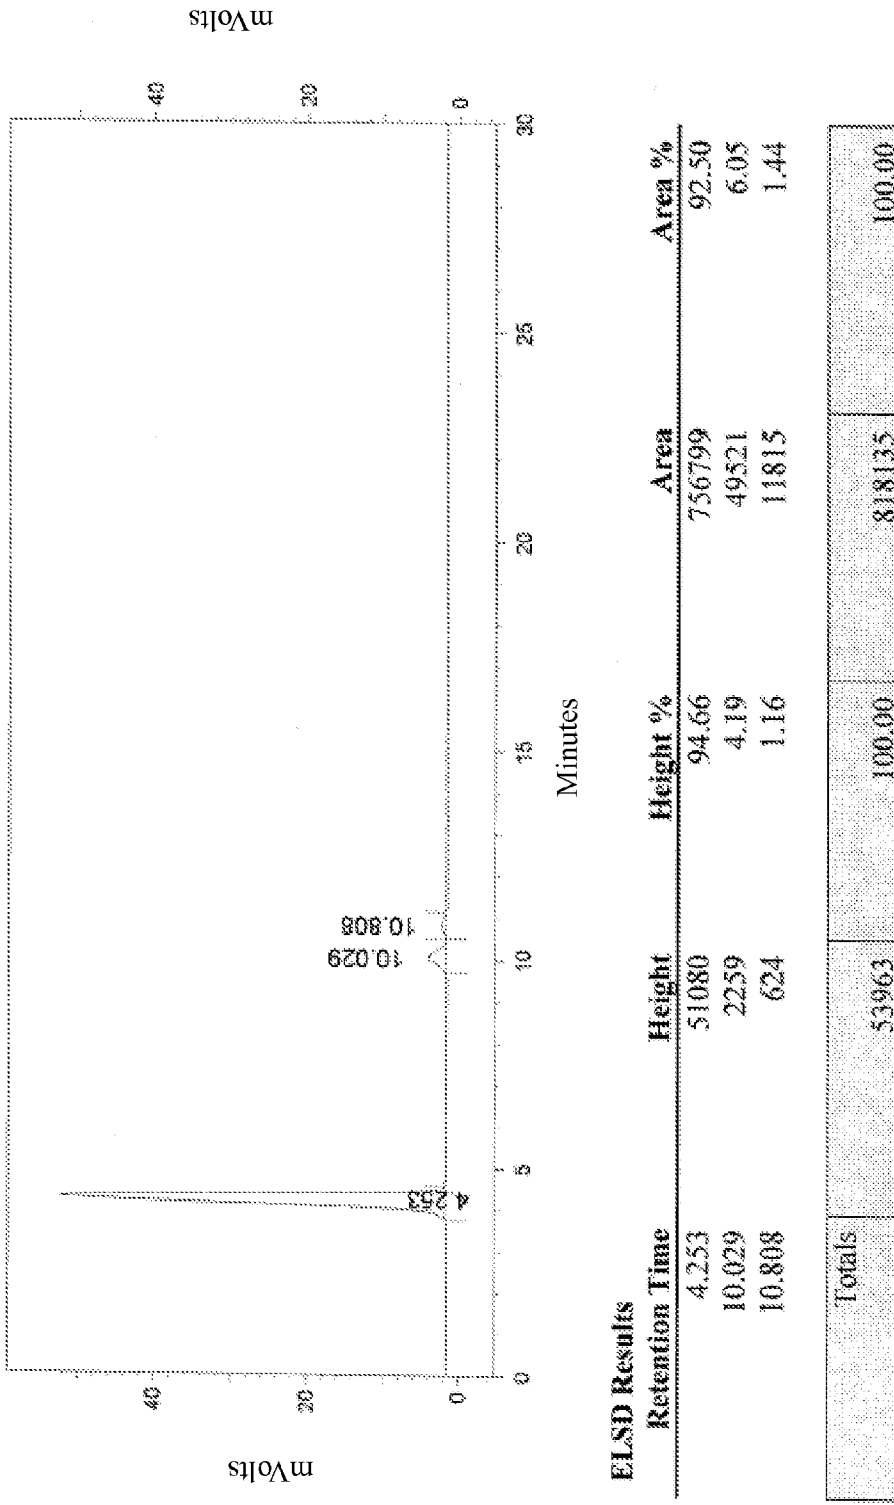 mVolts
40
20
0
mVolts
40
20
0
4.253
10.029
10.808
0
5
10
15
20
25
30
Minutes
ELSD Results
Retention Time Height Height % Area Area %
4.253 51080 94.66 756799 92.50
10.029 2259 4.19 49521 6.05
10.808 624 1.16 11815 1.44
Totals
53963 100.00 818135 100.00